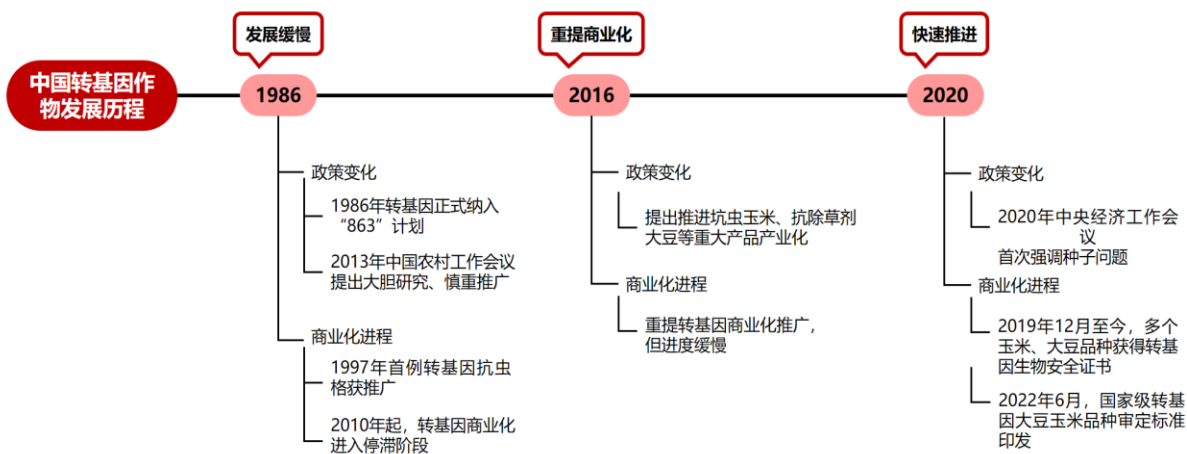 中国转基因作
物发展历程
发展缓慢
1986
政策变化
1986年转基因正式纳入
“863”计划
2013年中国农村工作会议
提出大胆研究、慎重推广
商业化进程
1997年首例转基因抗虫
格获推广
2010年起，转基因商业化
进入停滞阶段
重提商业化
2016
政策变化
提出推进坑虫玉米、抗除草剂
大豆等重大产品产业化
商业化进程
重提转基因商业化推广，
但进度缓慢
快速推进
2020
政策变化
2020年中央经济工作会
议
首次强调种子问题
商业化进程
2019年12月至今，多个
玉米、大豆品种获得转基
因生物安全证书
2022年6月，国家级转基
因大豆玉米品种审定标准
印发